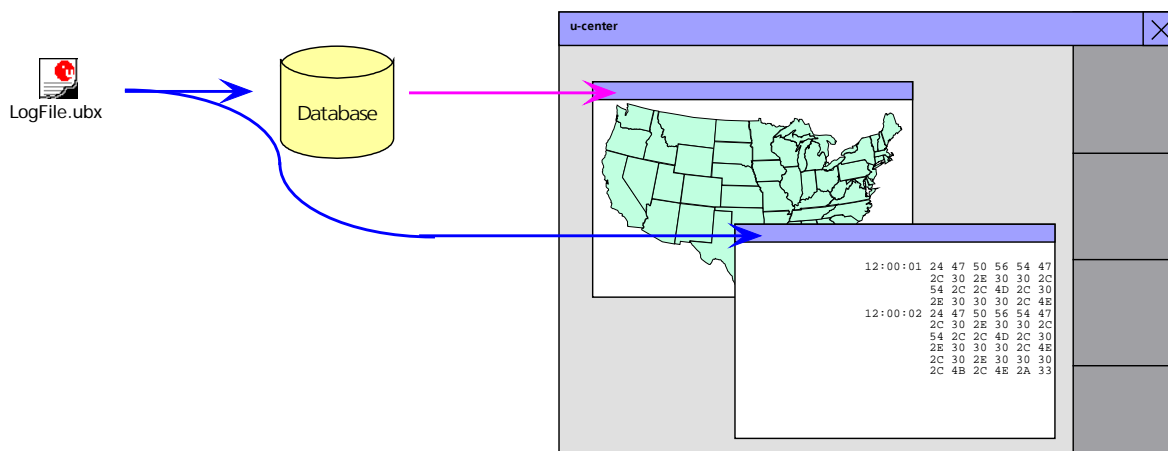 u-center
LogFile.ubx
Database
12:00:01 24 47 50 56 54 47
2C 30 2E 30 30 2C
54 2C 2C 4D 2C 30
2E 30 30 30 2C 4E
12:00:02 24 47 50 56 54 47
2C 30 2E 30 30 2C
54 2C 2C 4D 2C 30
2E 30 30 30 2C 4E
2C 30 2E 30 30 30
2C 4B 2C 4E 2A 33